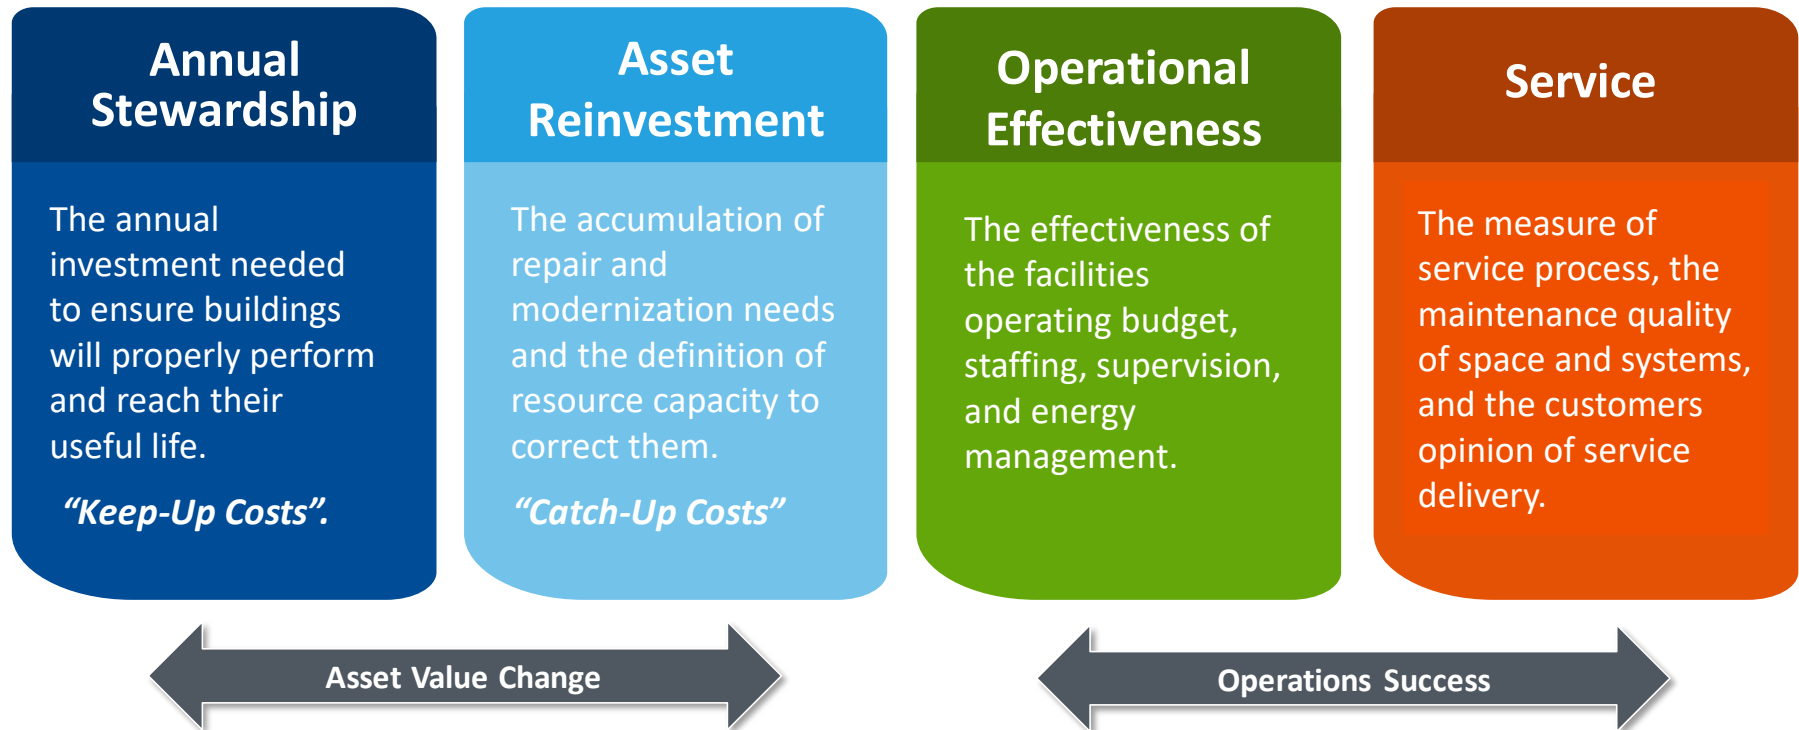 Annual
Stewardship
The annual
investment needed
to ensure buildings
will properly perform
and reach their
useful life.
“Keep-Up Costs”.
Asset
Reinvestment
The accumulation of
repair and
modernization needs
and the definition of
resource capacity to
correct them.
“Catch-Up Costs”
Operational
Effectiveness
The effectiveness of
the facilities
operating budget,
staffing, supervision,
and energy
management.
Service
The measure of
service process, the
maintenance quality
of space and systems,
and the customers
opinion of service
delivery.
Asset Value Change
Operations Success